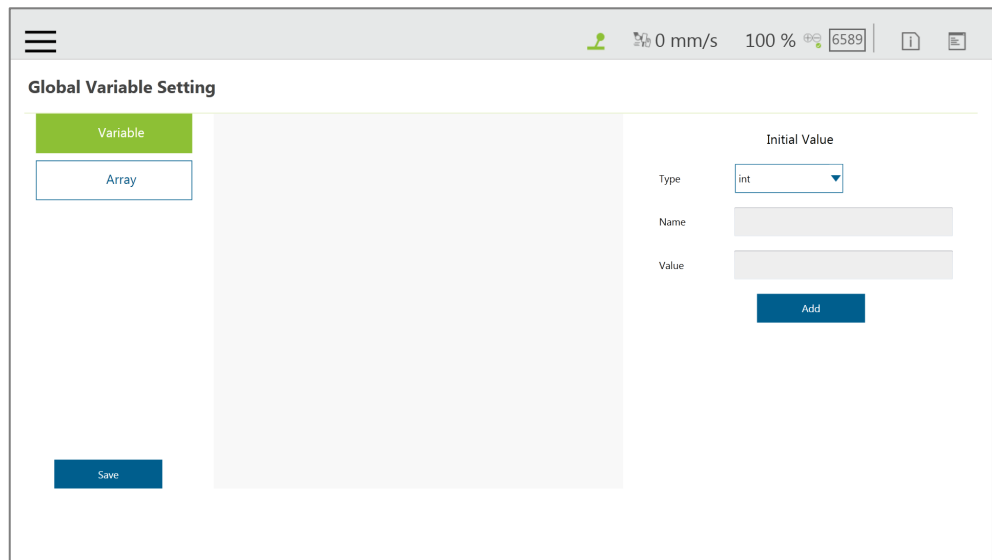 0 mm/s 100 % 6589
Global Variable Setting
Variable
Array
Initial Value
Type int
Name
Value
Add
Save